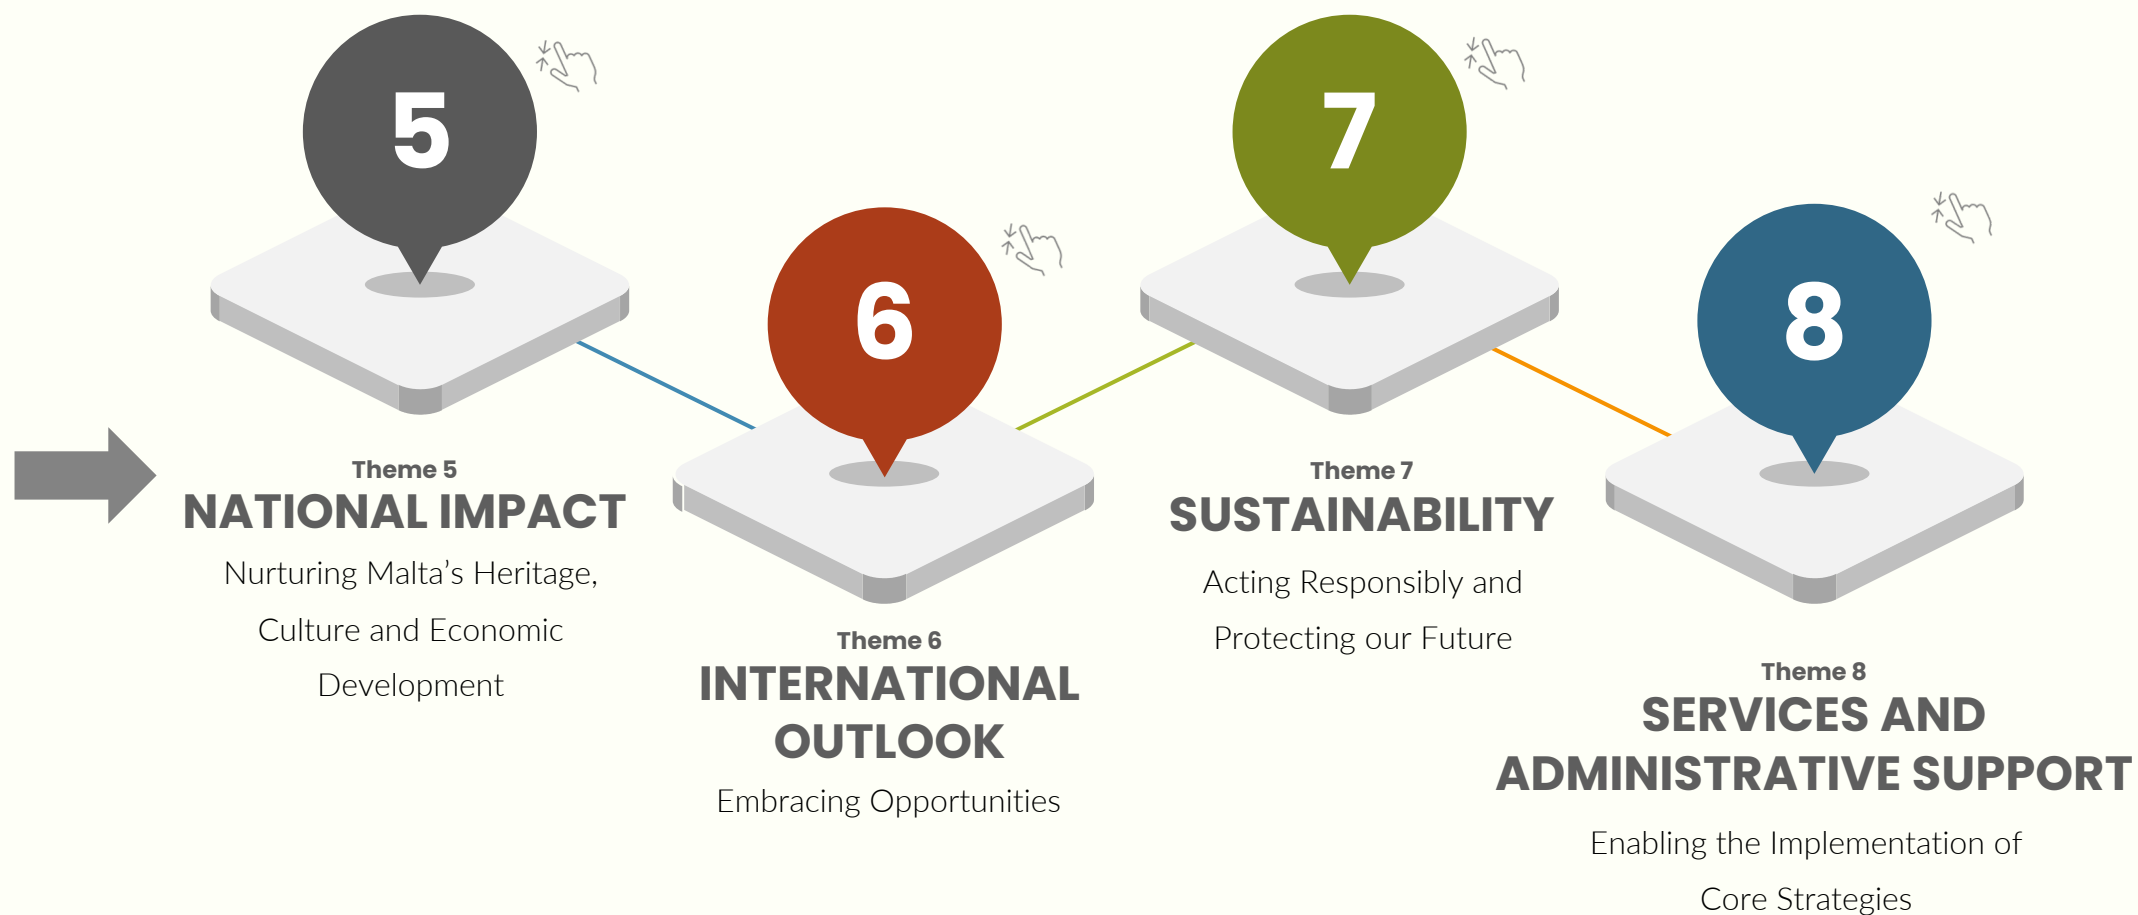 5
Theme 5
NATIONAL IMPACT
Nurturing Malta’s Heritage,
Culture and Economic
Development
6
Theme 6
INTERNATIONAL
OUTLOOK
Embracing Opportunities
7
Theme 7
SUSTAINABILITY
Acting Responsibly and
Protecting our Future
8
Theme 8
SERVICES AND
ADMINISTRATIVE SUPPORT
Enabling the Implementation of
Core Strategies